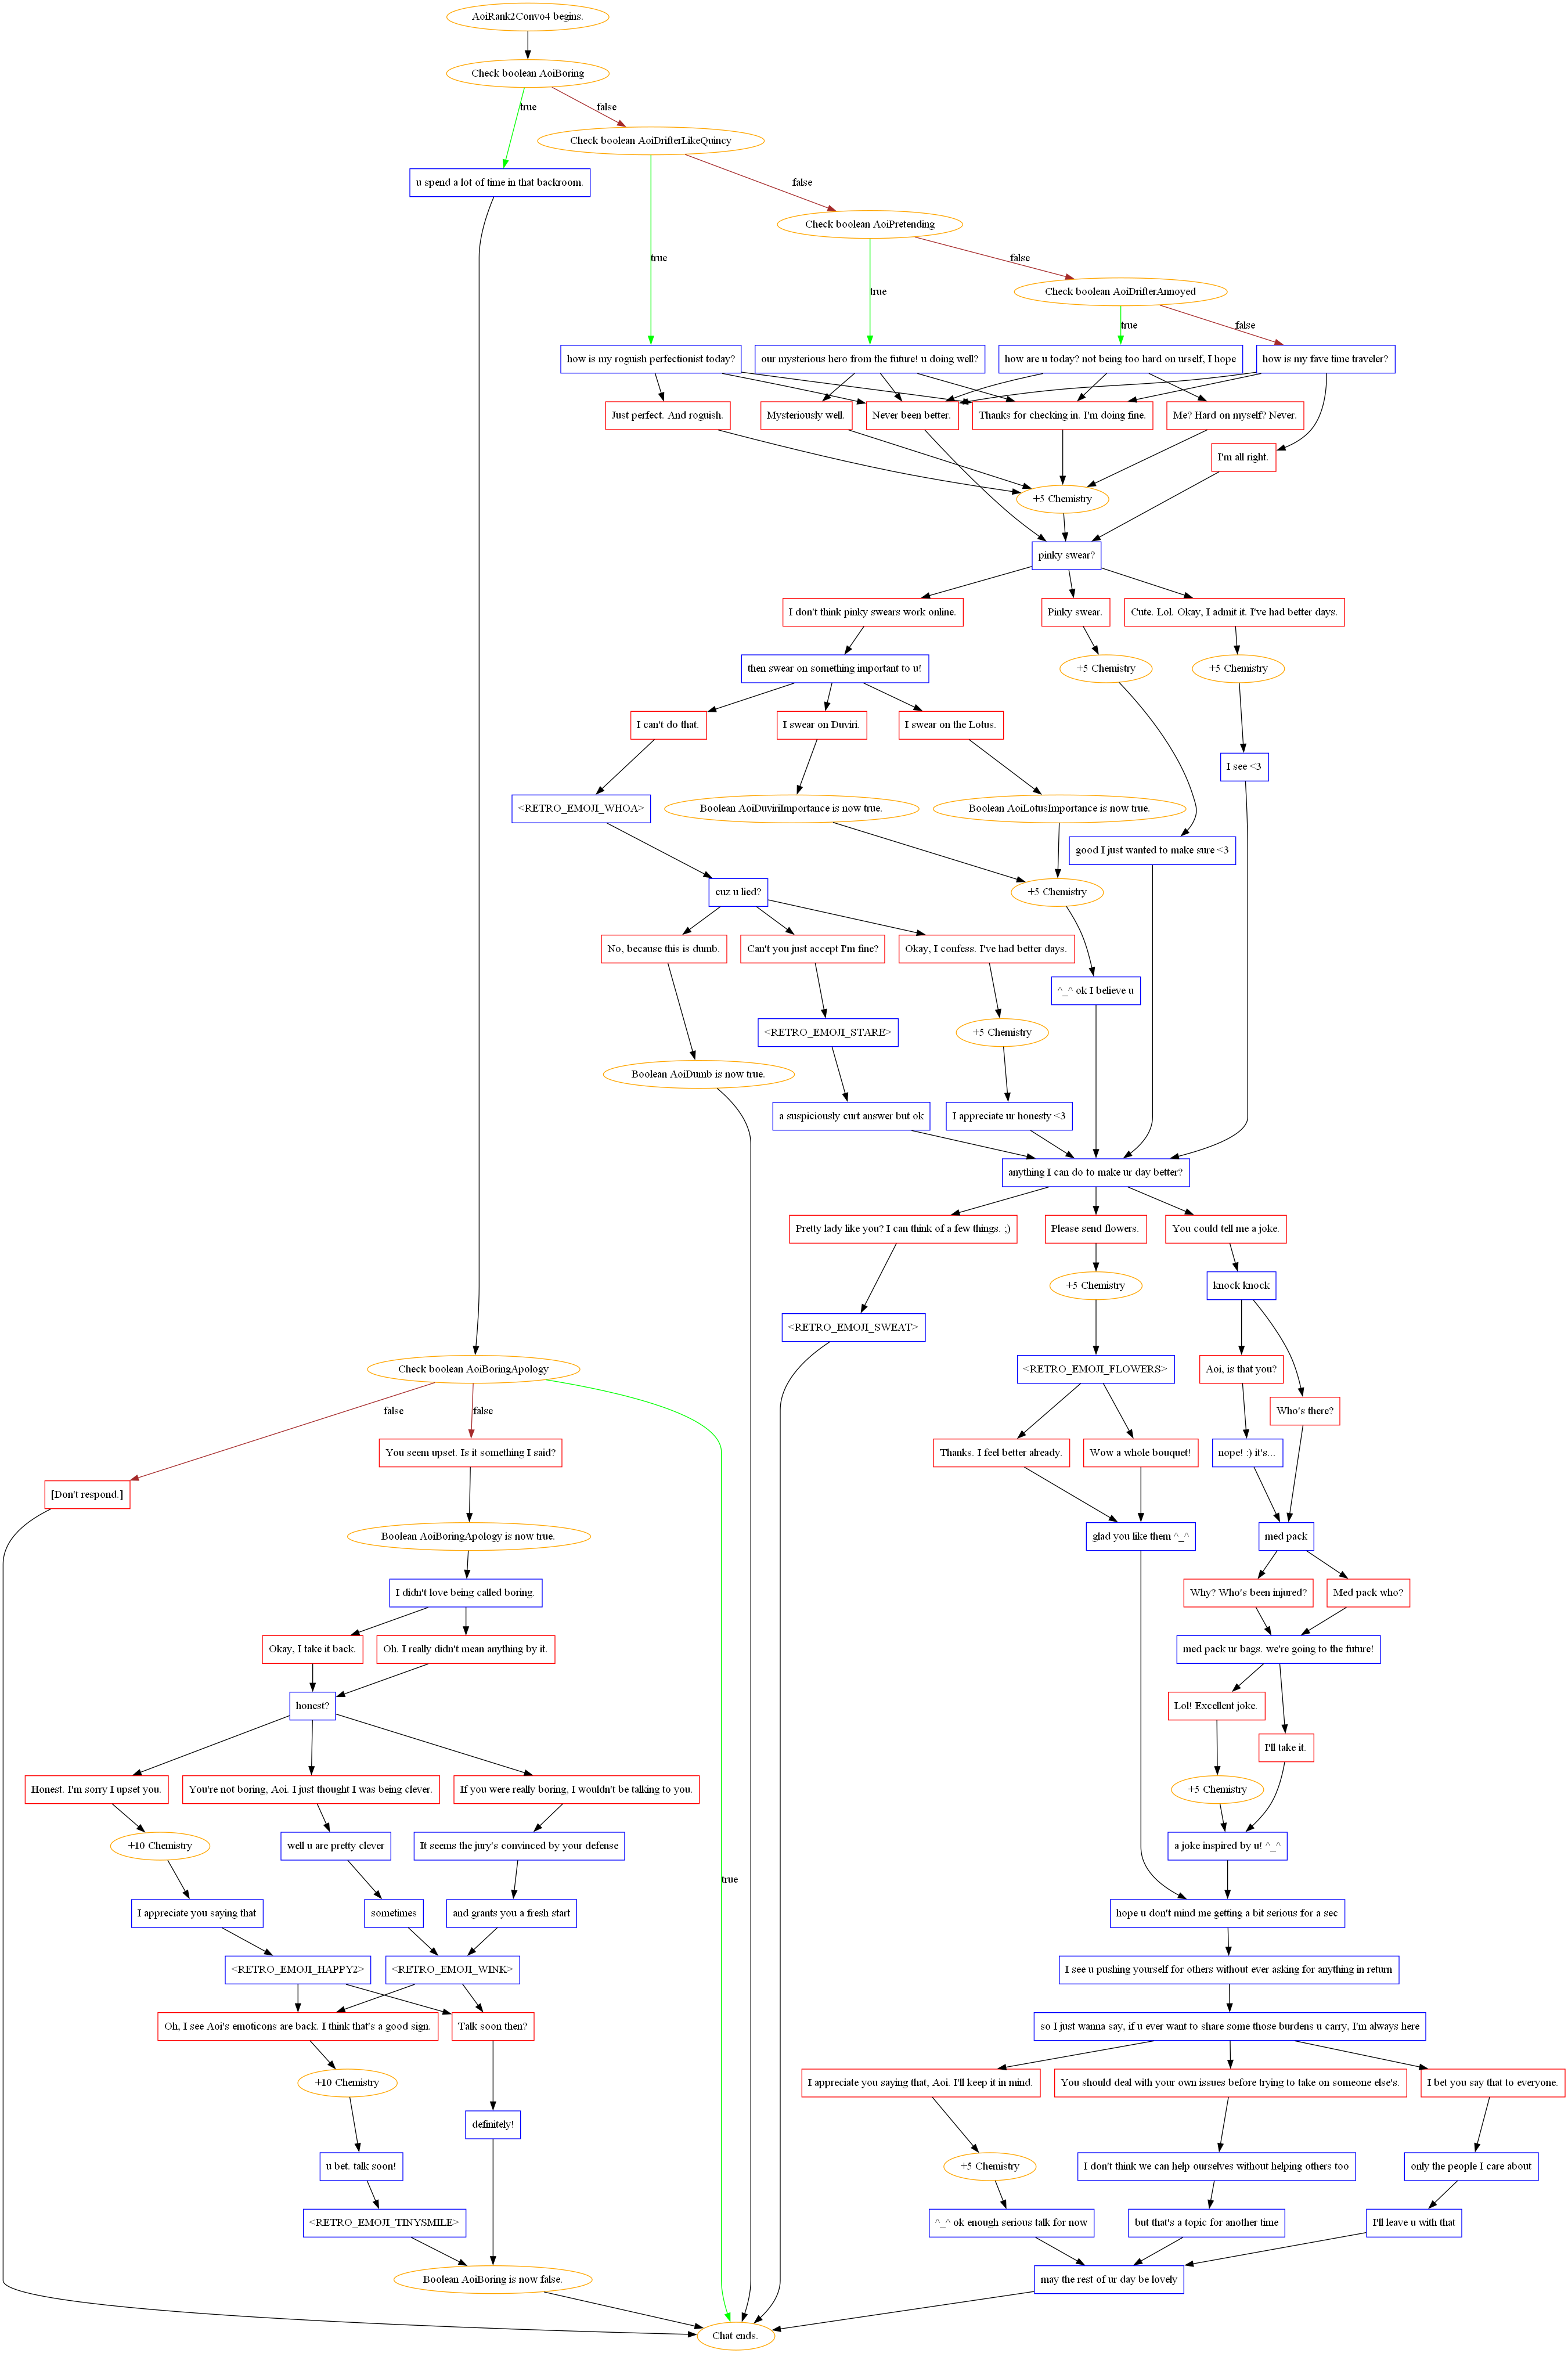 AoiRank2Convo4 begins.
Check boolean AoiBoring
true
false
Check boolean AoiDrifterLikeQuincy
u spend a lot of time in that backroom.
false
Check boolean AoiPretending
true
false
true
Check boolean AoiDrifterAnnoyed
true
false
how is my roguish perfectionist today?
our mysterious hero from the future! u doing well?
how are u today? not being too hard on urself, I hope
how is my fave time traveler?
Just perfect. And roguish.
Mysteriously well.
Never been better.
Thanks for checking in. I'm doing fine.
Me? Hard on myself? Never.
I'm all right.
+5 Chemistry
pinky swear?
I don't think pinky swears work online.
Pinky swear.
Cute. Lol. Okay, I admit it. I've had better days.
then swear on something important to u!
+5 Chemistry
+5 Chemistry
I can't do that.
I swear on Duviri.
I swear on the Lotus.
I see <3
<RETRO_EMOJI_WHOA>
Boolean AoiDuviriImportance is now true.
Boolean AoiLotusImportance is now true.
good I just wanted to make sure <3
cuz u lied?
+5 Chemistry
No, because this is dumb.
Can't you just accept I'm fine?
Okay, I confess. I've had better days.
^_^ ok I believe u
<RETRO_EMOJI_STARE>
+5 Chemistry
Boolean AoiDumb is now true.
a suspiciously curt answer but ok
I appreciate ur honesty <3
anything I can do to make ur day better?
Pretty lady like you? I can think of a few things. ;)
Please send flowers.
You could tell me a joke.
+5 Chemistry
knock knock
<RETRO_EMOJI_SWEAT>
Check boolean AoiBoringApology
<RETRO_EMOJI_FLOWERS>
Aoi, is that you?
false
false
Who's there?
You seem upset. Is it something I said?
Thanks. I feel better already.
Wow a whole bouquet!
nope! :) it's...
[Don't respond.]
Boolean AoiBoringApology is now true.
glad you like them ^_^
med pack
I didn't love being called boring.
Why? Who's been injured?
Med pack who?
Okay, I take it back.
Oh. I really didn't mean anything by it.
med pack ur bags. we're going to the future!
honest?
Lol! Excellent joke.
I'll take it.
Honest. I'm sorry I upset you.
You're not boring, Aoi. I just thought I was being clever.
If you were really boring, I wouldn't be talking to you.
+5 Chemistry
+10 Chemistry
well u are pretty clever
It seems the jury's convinced by your defense
a joke inspired by u! ^_^
true
I appreciate you saying that
sometimes
and grants you a fresh start
hope u don't mind me getting a bit serious for a sec
<RETRO_EMOJI_HAPPY2>
<RETRO_EMOJI_WINK>
I see u pushing yourself for others without ever asking for anything in return
Oh, I see Aoi's emoticons are back. I think that's a good sign.
Talk soon then?
so I just wanna say, if u ever want to share some those burdens u carry, I'm always here
+10 Chemistry
I appreciate you saying that, Aoi. I'll keep it in mind.
You should deal with your own issues before trying to take on someone else's.
I bet you say that to everyone.
definitely!
u bet. talk soon!
+5 Chemistry
I don't think we can help ourselves without helping others too
only the people I care about
<RETRO_EMOJI_TINYSMILE>
^_^ ok enough serious talk for now
but that's a topic for another time
I'll leave u with that
Boolean AoiBoring is now false.
may the rest of ur day be lovely
Chat ends.